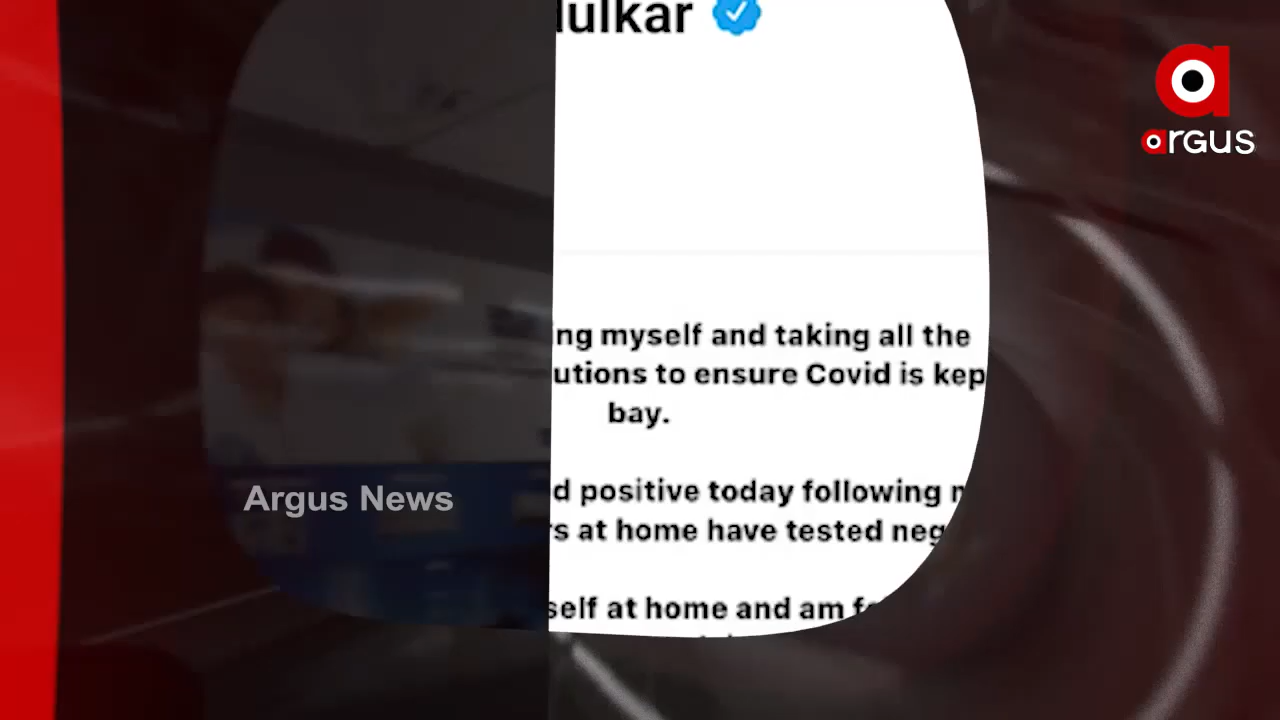 dulkar
argus
ng myself and taking all the
utions to ensure Covid is kep
bay.
d positive today following
s at home have tested neg
self at home and am
Argus News